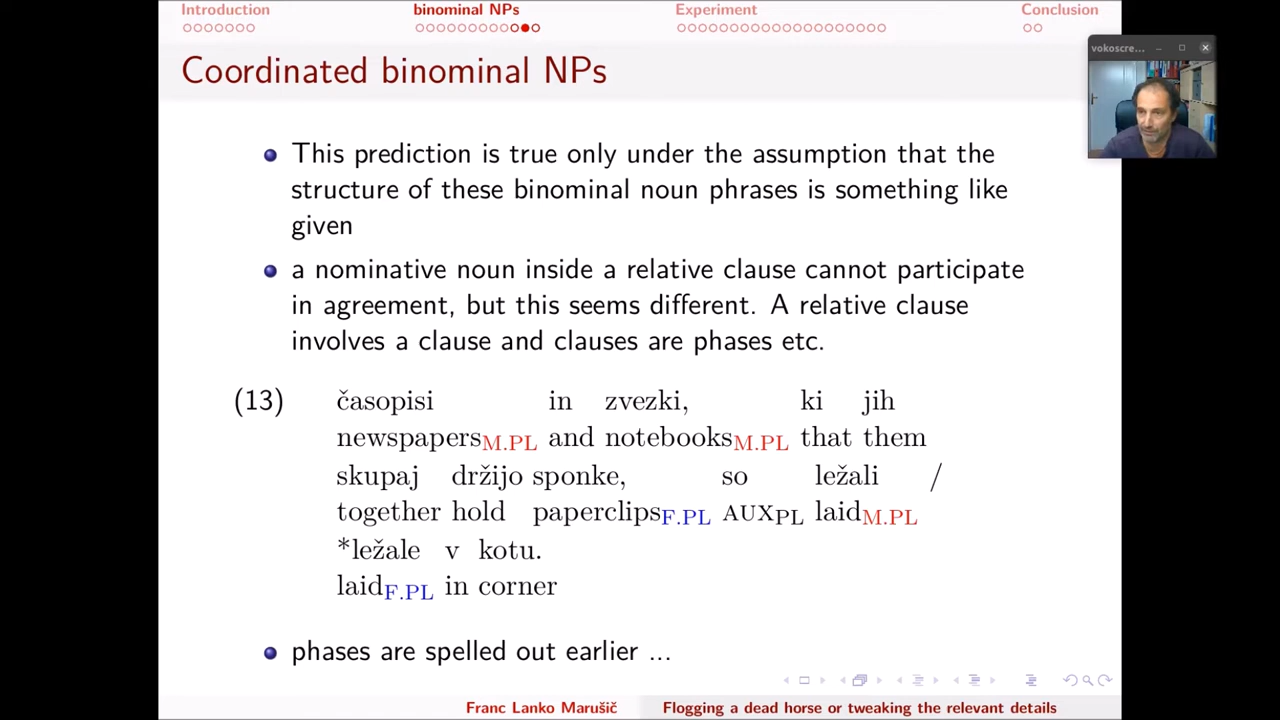 Introduction binominal NPs Experiment Conclusion
vokoscre...
Coordinated binominal NPs
This prediction is true only under the assumption that the
structure of these binominal noun phrases is something like
given
a nominative noun inside a relative clause cannot participate
in agreement, but this seems different. A relative clause
involves a clause and clauses are phases etc.
(13) časopisi in zvezki, ki jih
newspapersM.PL and notebooksM.PL that them
skupaj držijo sponke, so ležali /
together hold paperclipsF.PL AUXPL laidM.PL
*ležale v kotu.
laidF.PL in corner
phases are spelled out earlier ...
Franc Lanko Marušič Flogging a dead horse or tweaking the relevant details